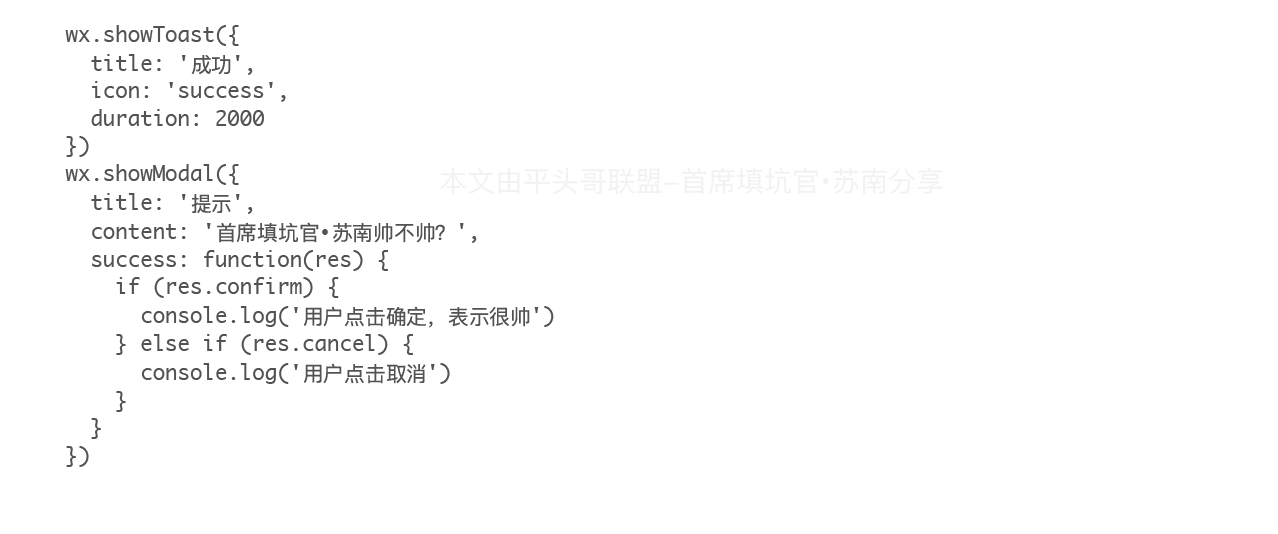 wx.showToast({
  title: '成功',
  icon: 'success',
  duration: 2000
})
wx.showModal({
本文由平头哥联盟—首席填坑官•苏南分享
  title: '提示',
  content: '首席填坑官•苏南帅不帅？',
  success: function(res) {
    if (res.confirm) {
      console.log('用户点击确定，表示很帅')
    } else if (res.cancel) {
      console.log('用户点击取消')
    }
  }
})